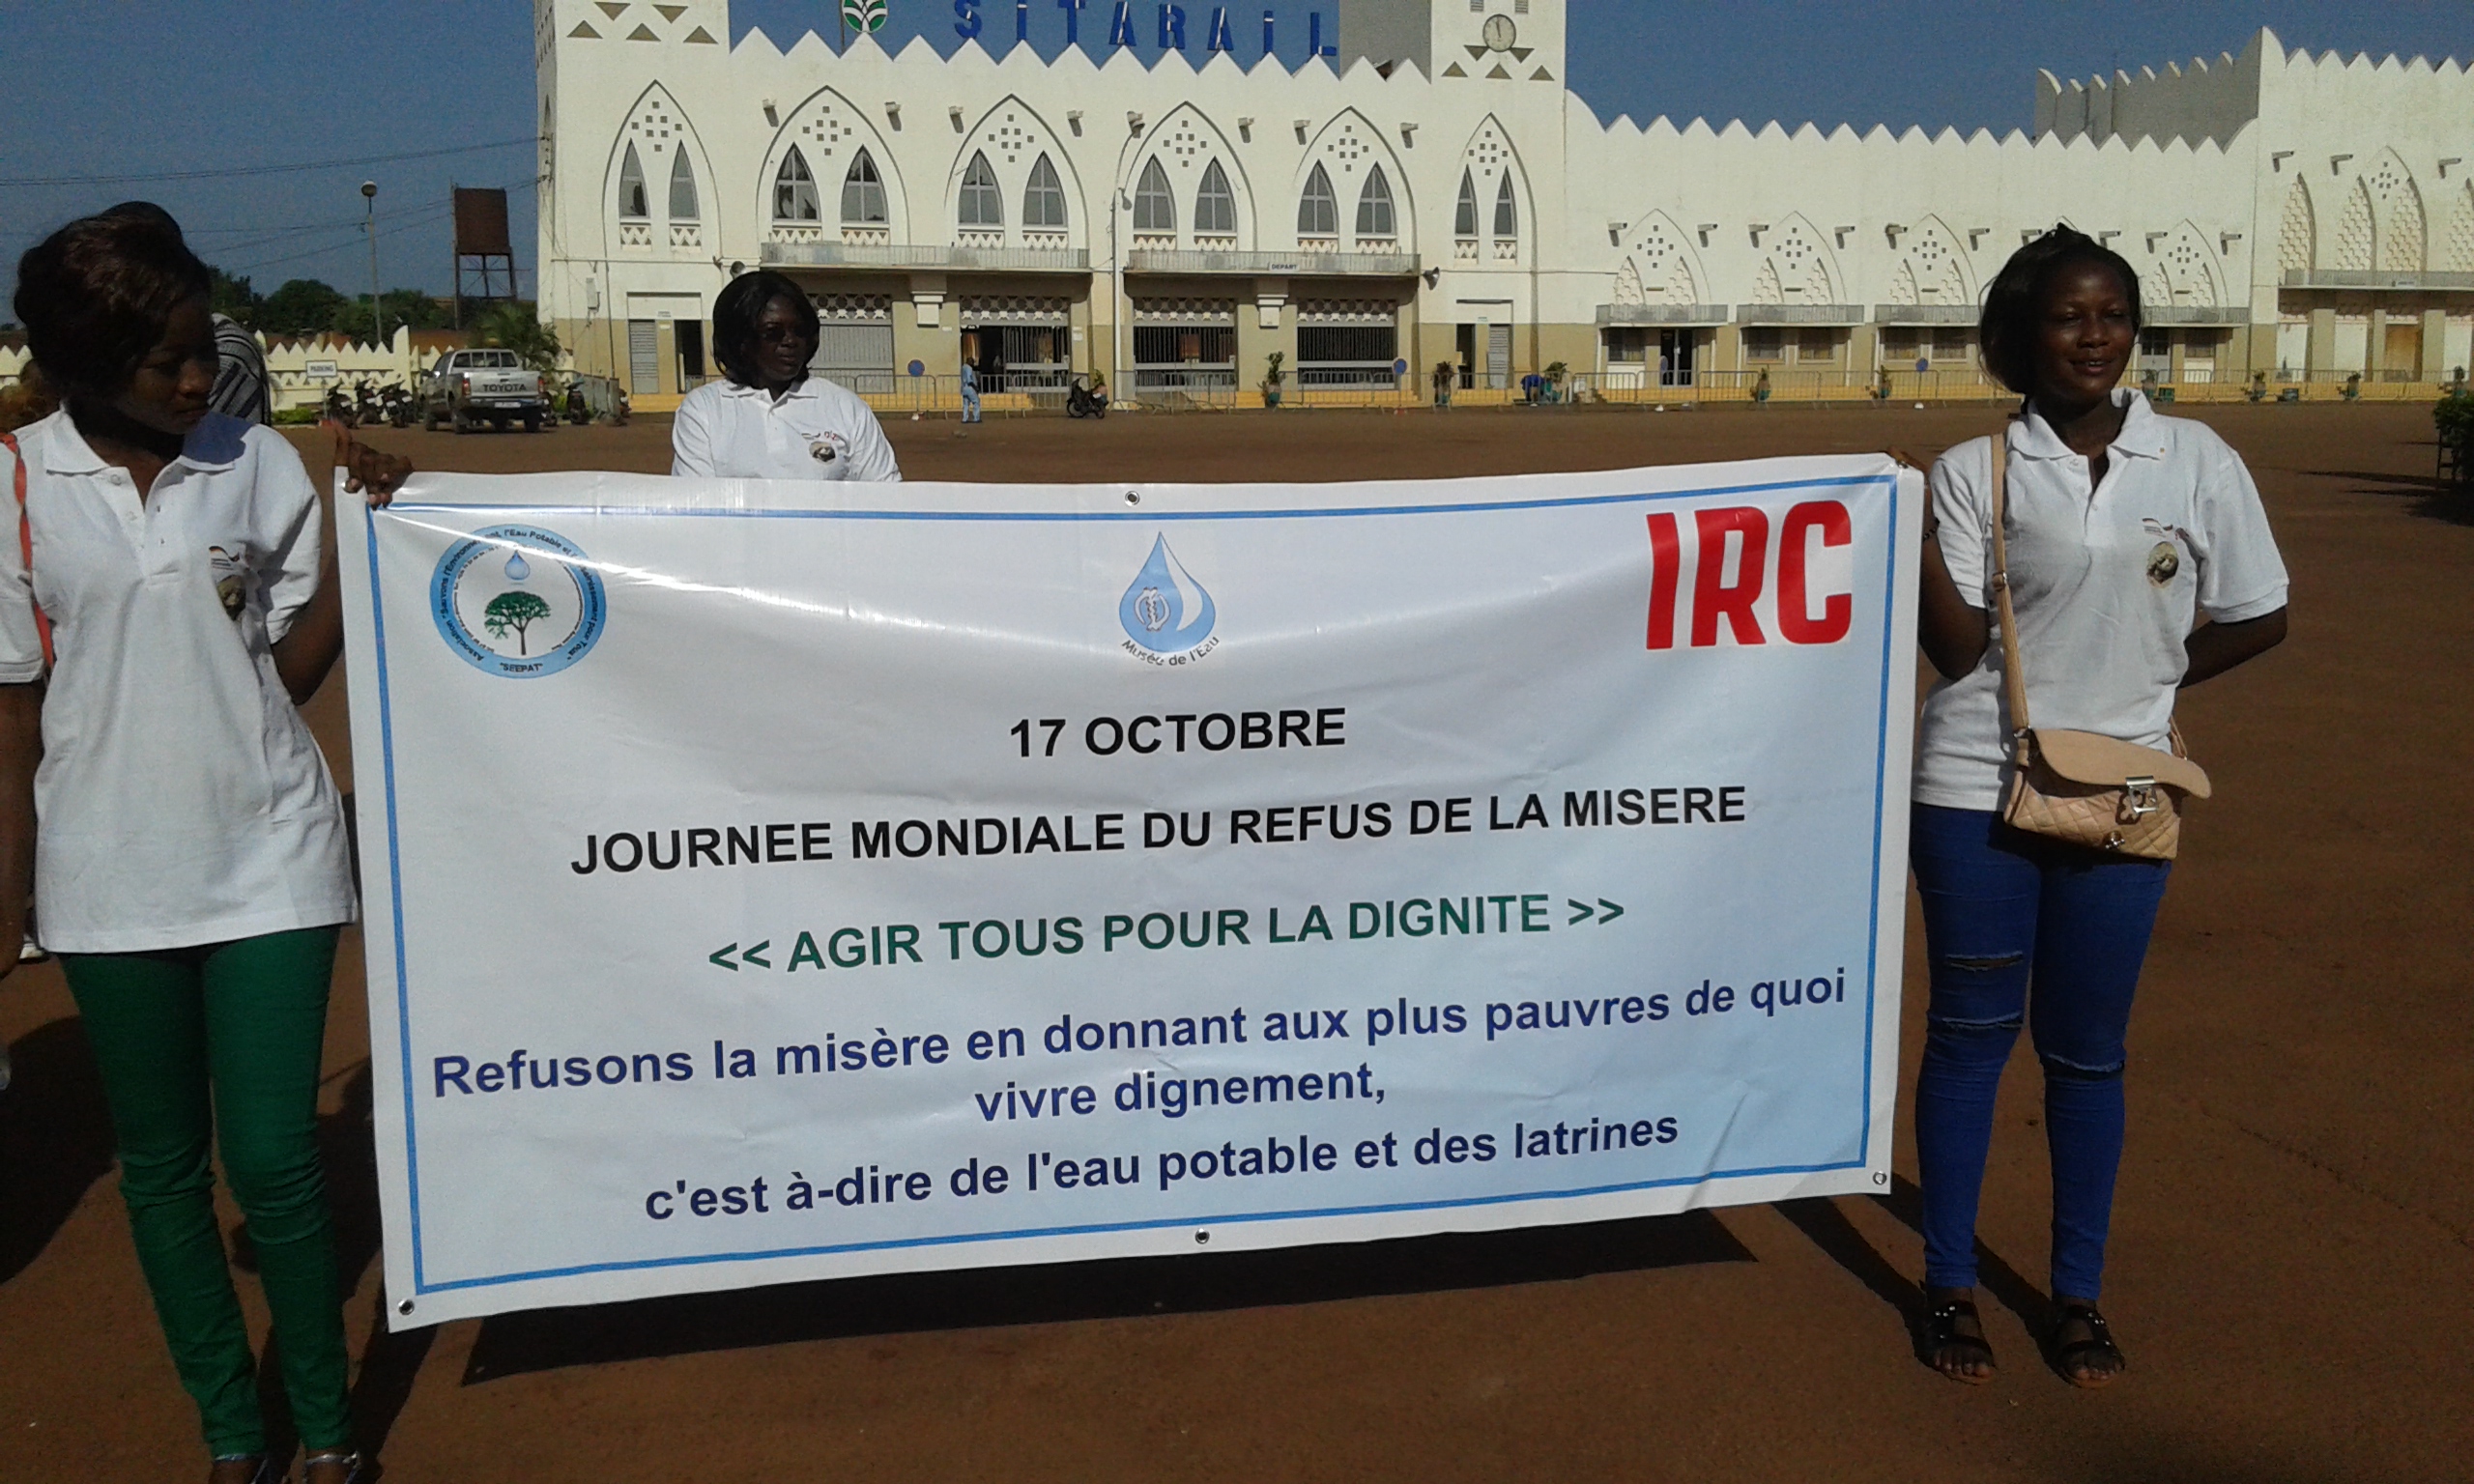 SiTARAiL
DEPART
PARKING
TOYOTA
Association "Sauvons l'Environnement, l'Eau Potable et l'Assainissement pour Tous"
"SEEPAT"
Musée de l'Eau
IRC
17 OCTOBRE
JOURNEE MONDIALE DU REFUS DE LA MISERE
<< AGIR TOUS POUR LA DIGNITE >>
Refusons la misère en donnant aux plus pauvres de quoi
vivre dignement,
c'est à-dire de l'eau potable et des latrines